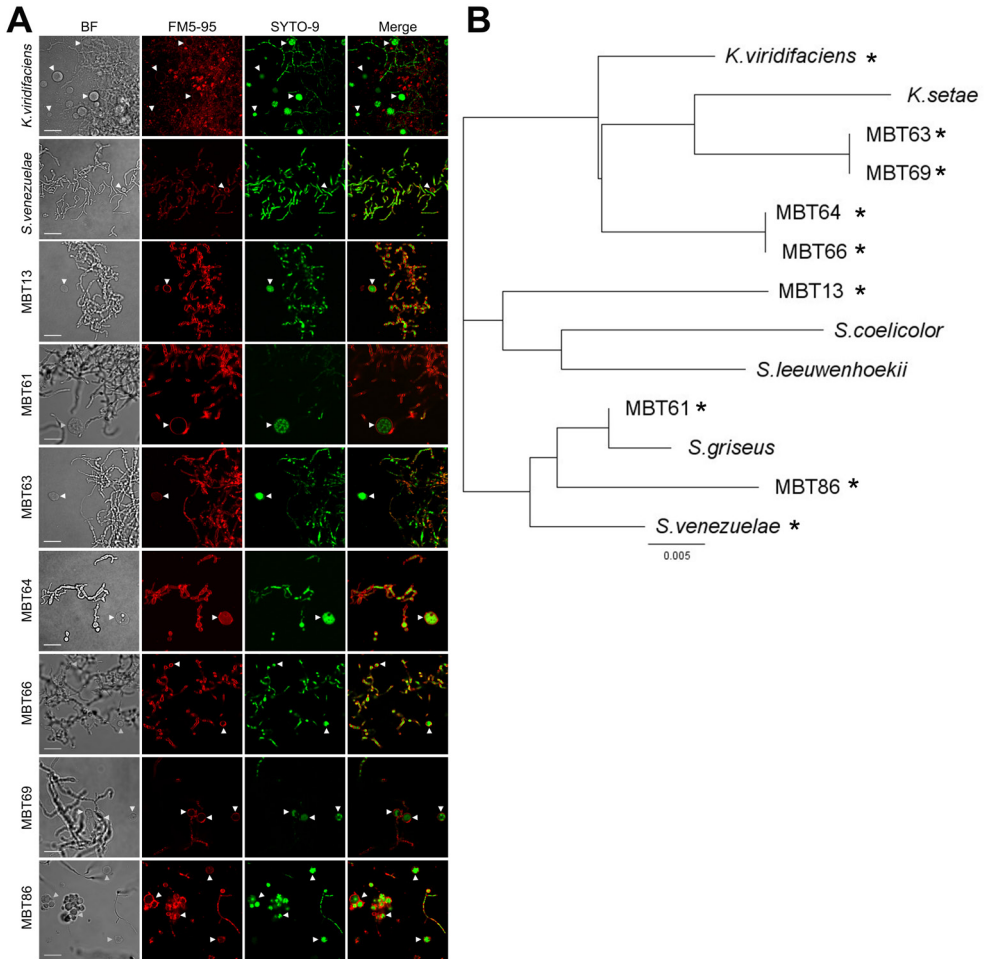 A
BF FM5-95 SYTO-9 Merge
K.viridifaciens
S.venezuelae
MBT13
MBT61
MBT63
MBT64
MBT66
MBT69
MBT86
B
K.viridifaciens *
K.setae
MBT63 *
MBT69 *
MBT64 *
MBT66 *
MBT13 *
S.coelicolor
S.leeuwenhoekii
MBT61 *
S.griseus
MBT86 *
S.venezuelae *
0.005